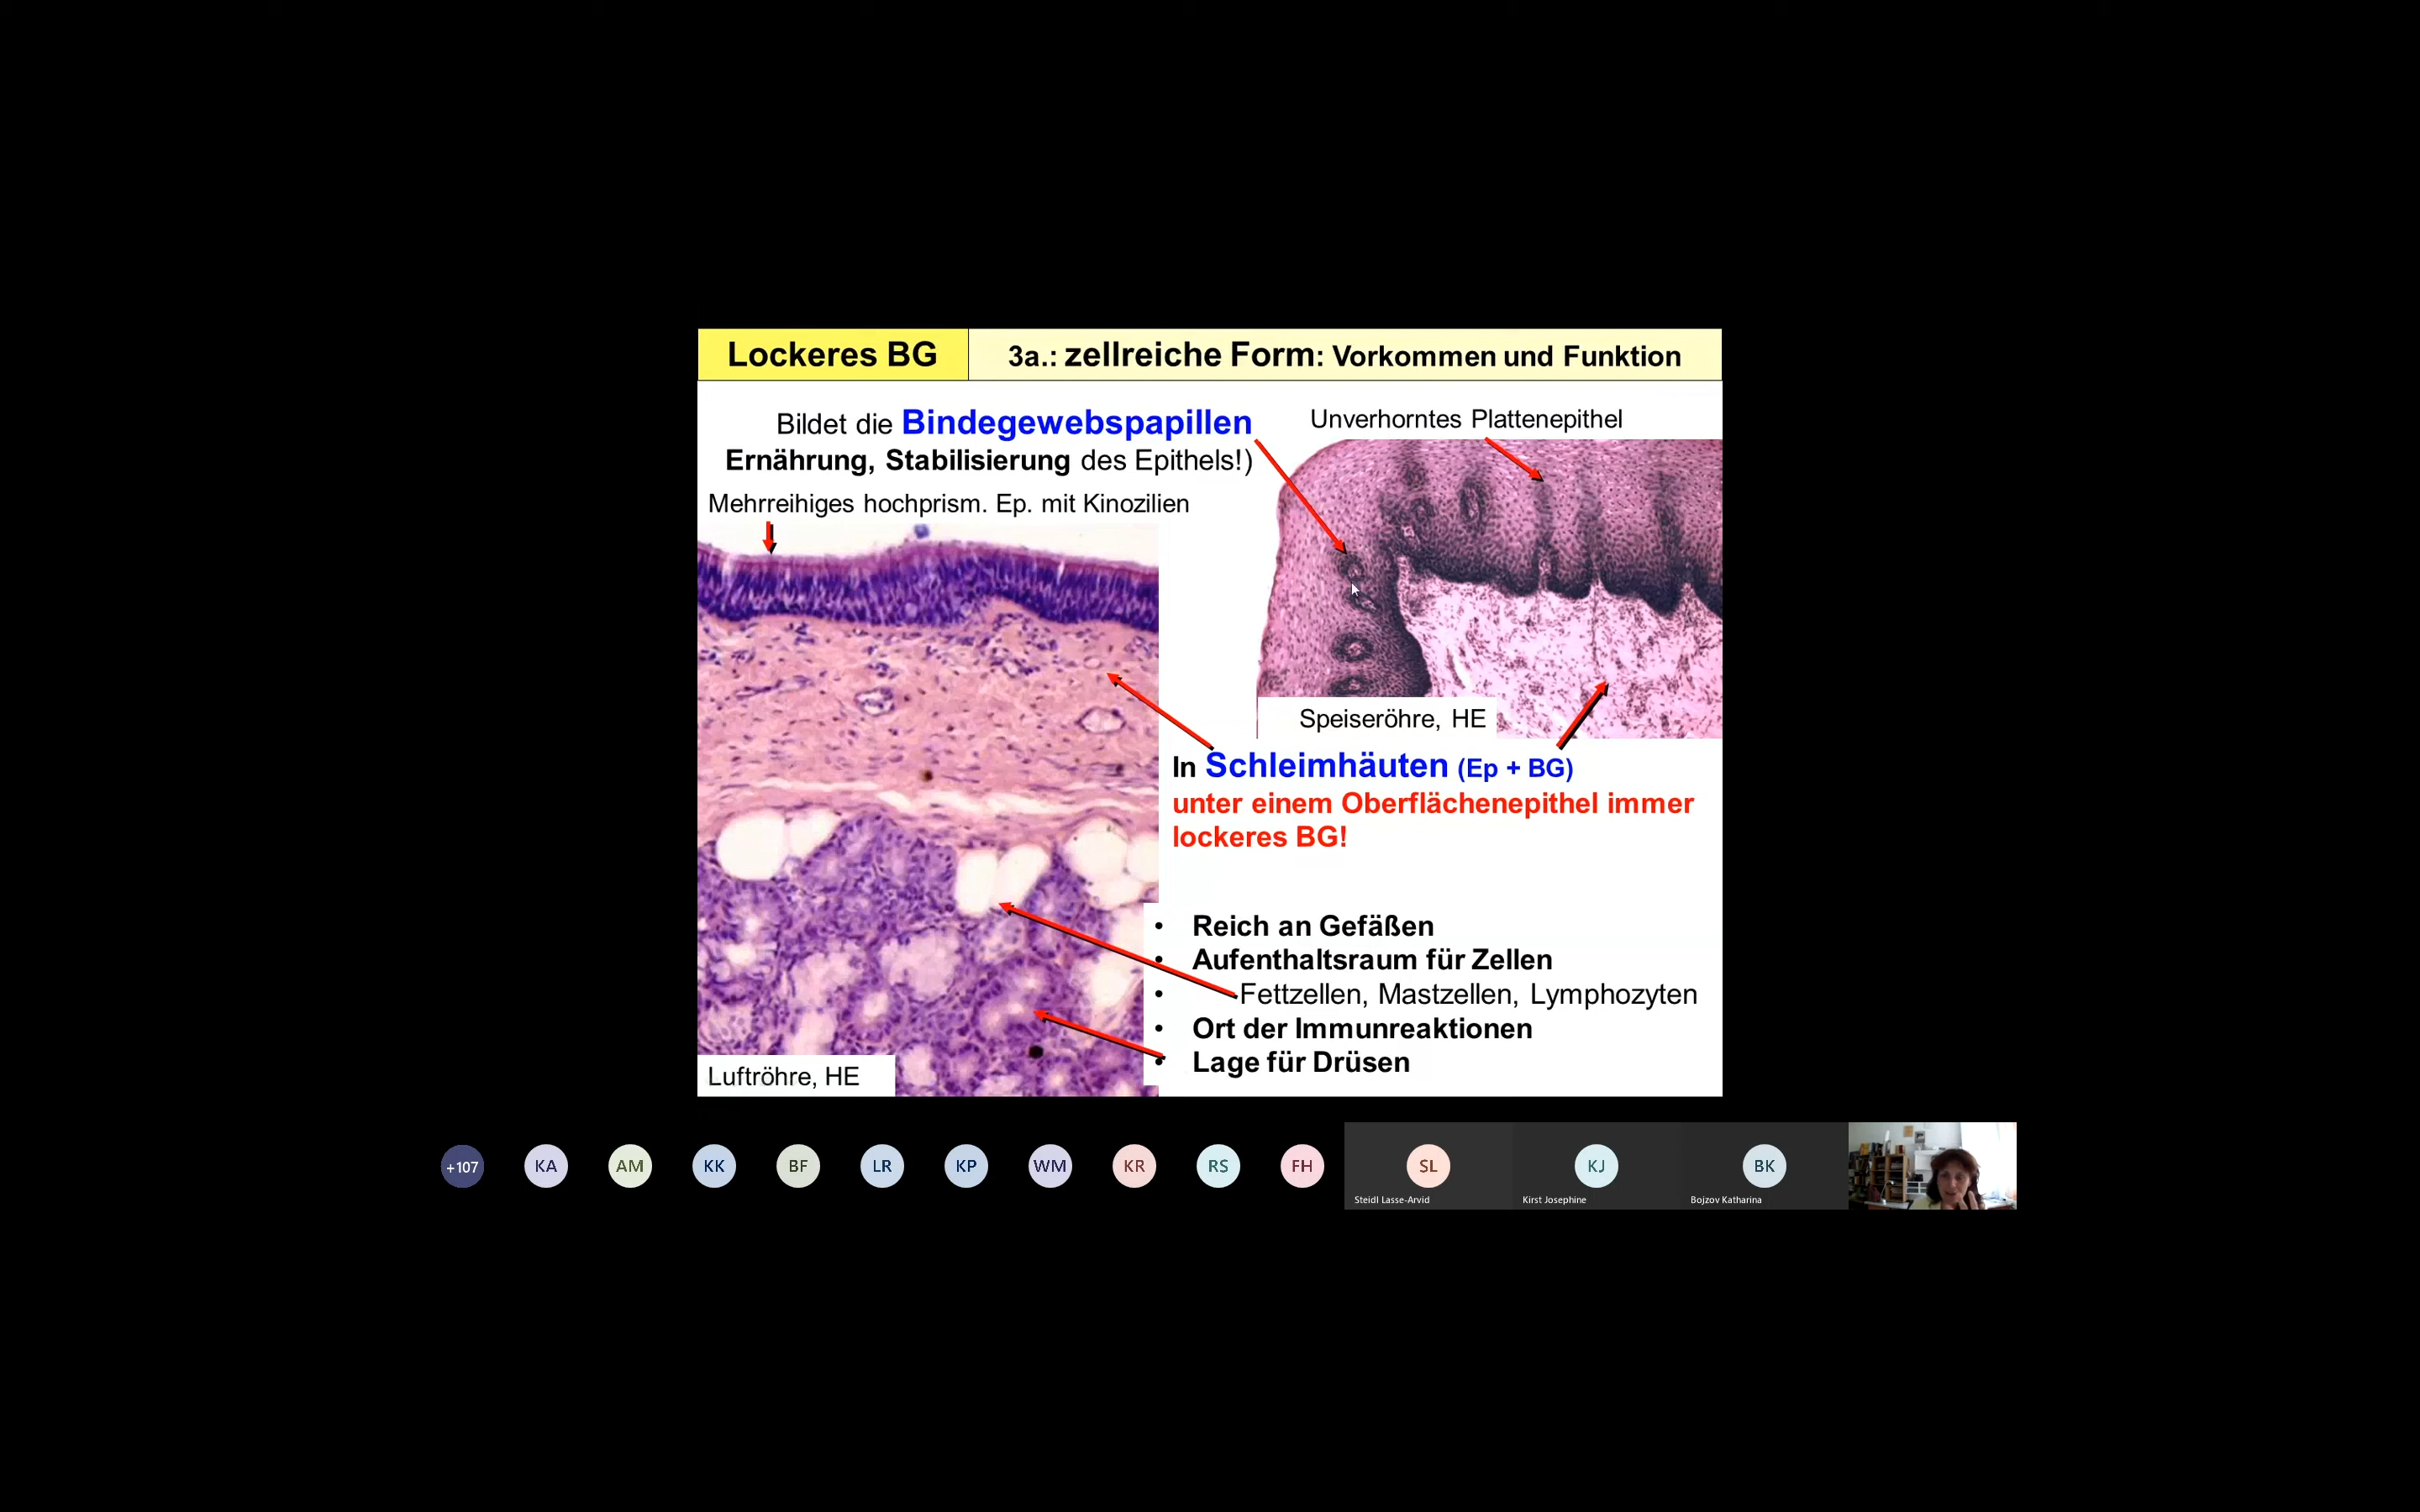 Lockeres BG
3a.: zellreiche Form: Vorkommen und Funktion
Bildet die Bindegewebspapillen
Ernährung, Stabilisierung des Epithels!)
Unverhorntes Plattenepithel
Mehrreihiges hochprism. Ep. mit Kinozilien
Speiseröhre, HE
In Schleimhäuten (Ep + BG)
unter einem Oberflächenepithel immer
lockeres BG!
• Reich an Gefäßen
• Aufenthaltsraum für Zellen
• Fettzellen, Mastzellen, Lymphozyten
• Ort der Immunreaktionen
• Lage für Drüsen
Luftröhre, HE
+107
KA
AM
KK
BF
LR
KP
WM
KR
RS
FH
SL
KJ
BK
Steidl Lasse-Arvid
Kirst Josephine
Bojzov Katharina